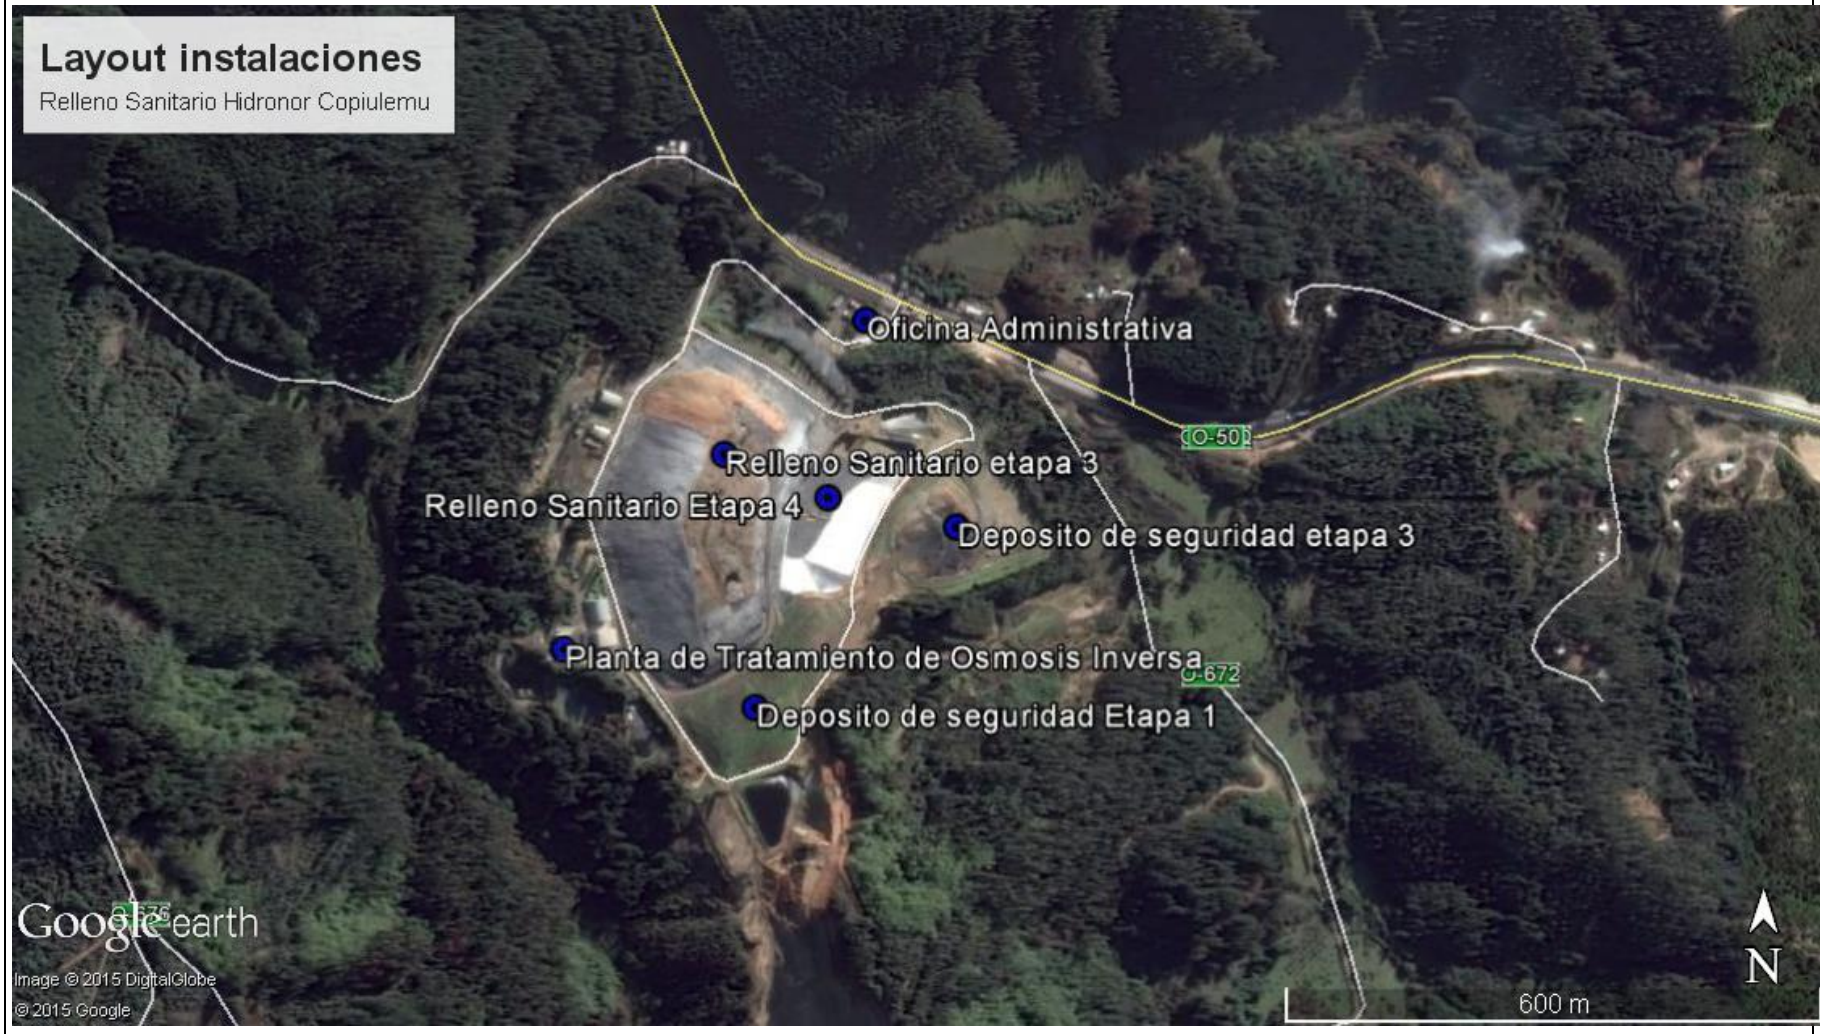 Layout instalaciones
Relleno Sanitario Hidronor Copiulemu
Oficina Administrativa
O-50
Relleno Sanitario etapa 3
Relleno Sanitario Etapa 4
Deposito de seguridad etapa 3
Planta de Tratamiento de Osmosis Inversa
O-672
Deposito de seguridad Etapa 1
Google earth
Image © 2015 DigitalGlobe
© 2015 Google
N
600 m